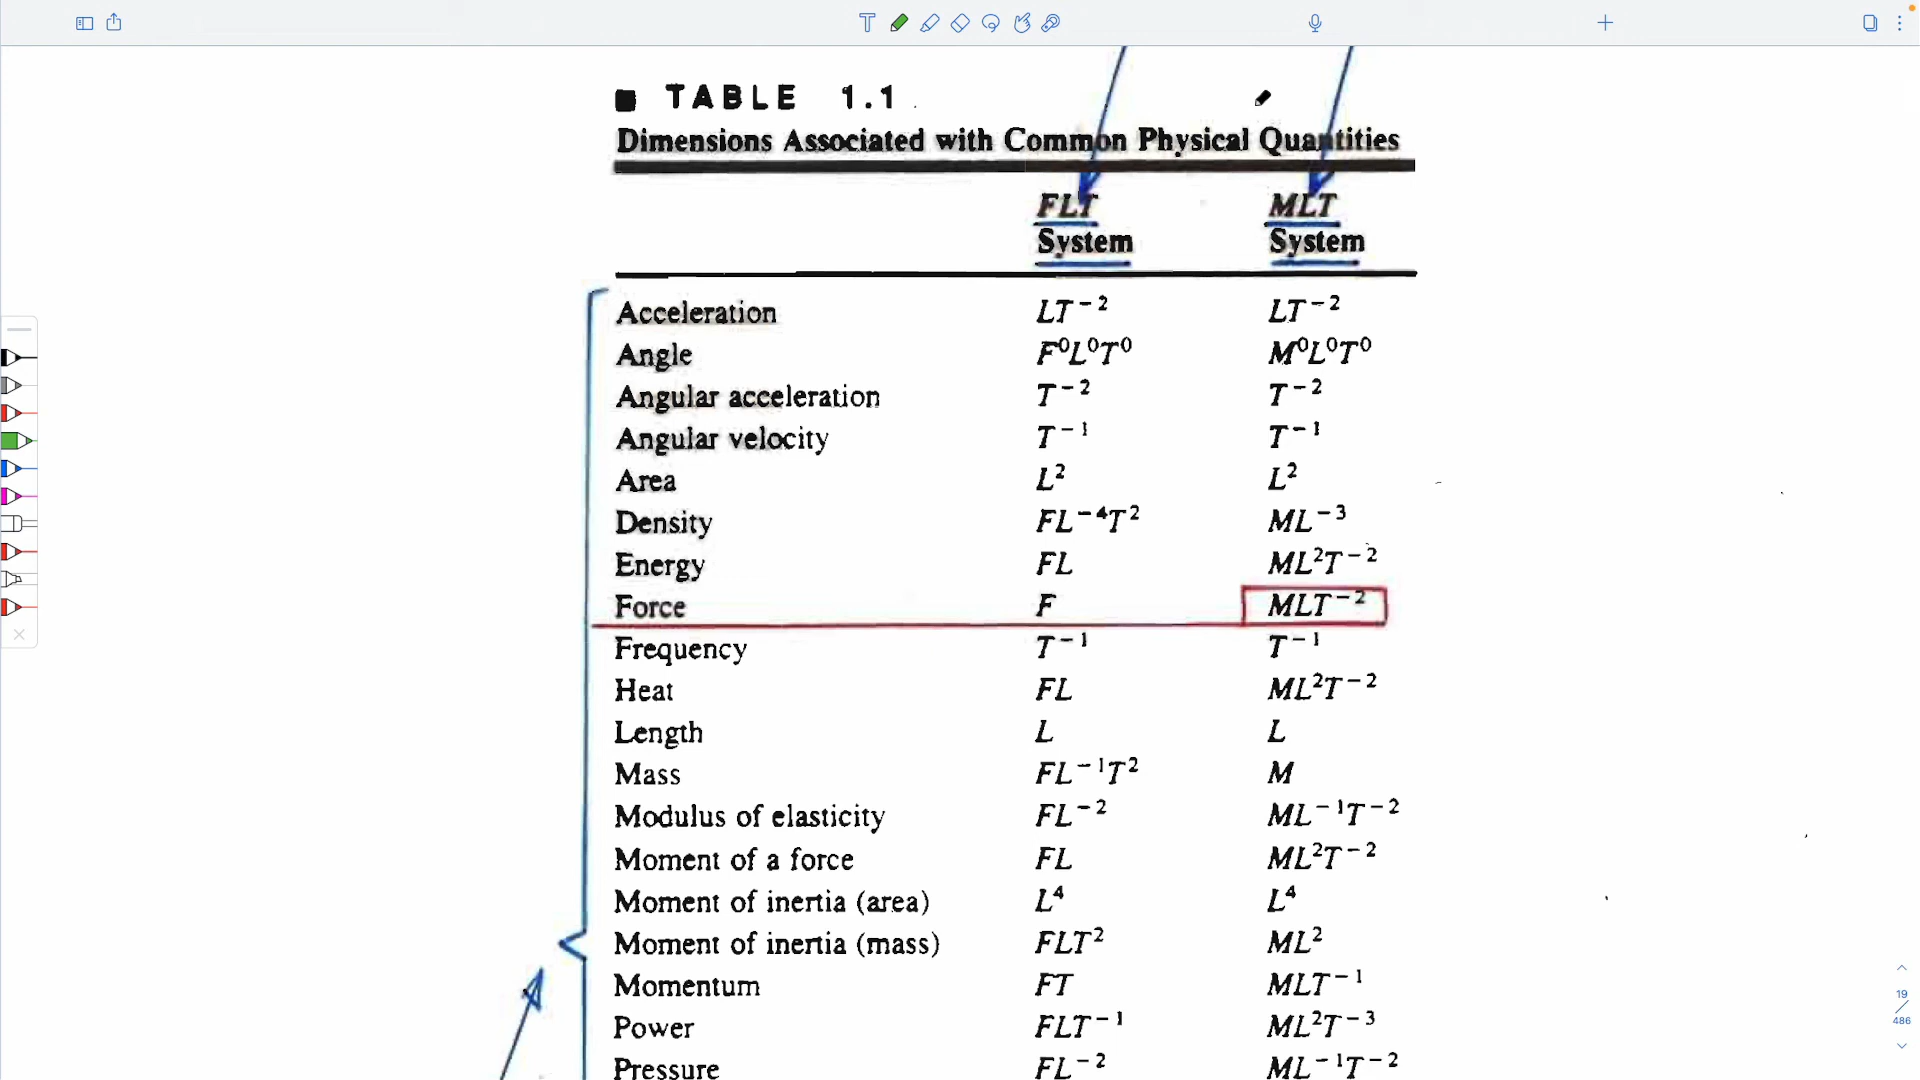 ■ TABLE 1.1
Dimensions Associated with Common Physical Quantities
FLT MLT
System System
Acceleration LT⁻² LT⁻²
Angle F⁰L⁰T⁰ M⁰L⁰T⁰
Angular acceleration T⁻² T⁻²
Angular velocity T⁻¹ T⁻¹
Area L² L²
Density FL⁻⁴T² ML⁻³
Energy FL ML²T⁻²
Force F MLT⁻²
Frequency T⁻¹ T⁻¹
Heat FL ML²T⁻²
Length L L
Mass FL⁻¹T² M
Modulus of elasticity FL⁻² ML⁻¹T⁻²
Moment of a force FL ML²T⁻²
Moment of inertia (area) L⁴ L⁴
Moment of inertia (mass) FLT² ML²
Momentum FT MLT⁻¹
Power FLT⁻¹ ML²T⁻³
Pressure FL⁻² ML⁻¹T⁻²
19
486